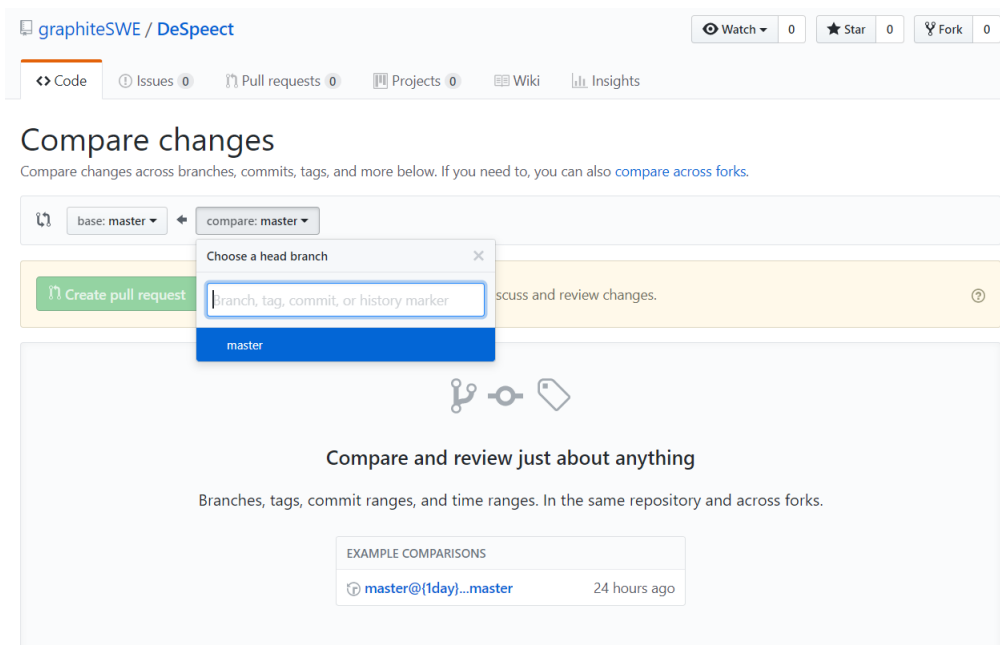 graphiteSWE / DeSpeect
Watch 0 Star 0 Fork 0
Code Issues 0 Pull requests 0 Projects 0 Wiki Insights
Compare changes
Compare changes across branches, commits, tags, and more below. If you need to, you can also compare across forks.
base: master compare: master
Choose a head branch
Create pull request
Branch, tag, commit, or history marker
scuss and review changes.
master
Compare and review just about anything
Branches, tags, commit ranges, and time ranges. In the same repository and across forks.
EXAMPLE COMPARISONS
master@{1day}...master 24 hours ago